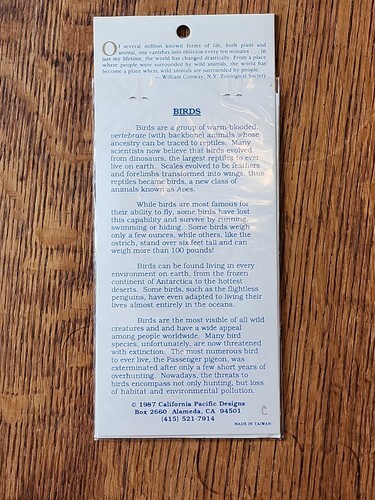 Of several million known forms of life, both plant and
animal, one vanishes into oblivion every ten minutes . . . In
just my lifetime, the world has changed drastically. From a place
where people were surrounded by wild animals, the world has
become a place where wild animals are surrounded by people.
— William Conway, N.Y. Zoological Society
BIRDS
Birds are a group of warm-blooded,
vertebrate (with backbone) animals whose
ancestry can be traced to reptiles. Many
scientists now believe that birds evolved
from dinosaurs, the largest reptiles to ever
live on earth. Scales evolved to be feathers
and forelimbs transformed into wings, thus
reptiles became birds, a new class of
animals known as Aves.
While birds are most famous for
their ability to fly, some birds have lost
this capability and survive by running,
swimming or hiding. Some birds weigh
only a few ounces, while others, like the
ostrich, stand over six feet tall and can
weigh more than 100 pounds!
Birds can be found living in every
environment on earth, from the frozen
continent of Antarctica to the hottest
deserts. Some birds, such as the flightless
penguins, have even adapted to living their
lives almost entirely in the oceans.
Birds are the most visible of all wild
creatures and and have a wide appeal
among people worldwide. Many bird
species, unfortunately, are now threatened
with extinction. The most numerous bird
to ever live, the Passenger pigeon, was
exterminated after only a few short years of
overhunting. Nowadays, the threats to
birds encompass not only hunting, but loss
of habitat and environmental pollution.
© 1987 California Pacific Designs
Box 2660 Alameda, CA 94501
(415) 521-7914
C
MADE IN TAIWAN